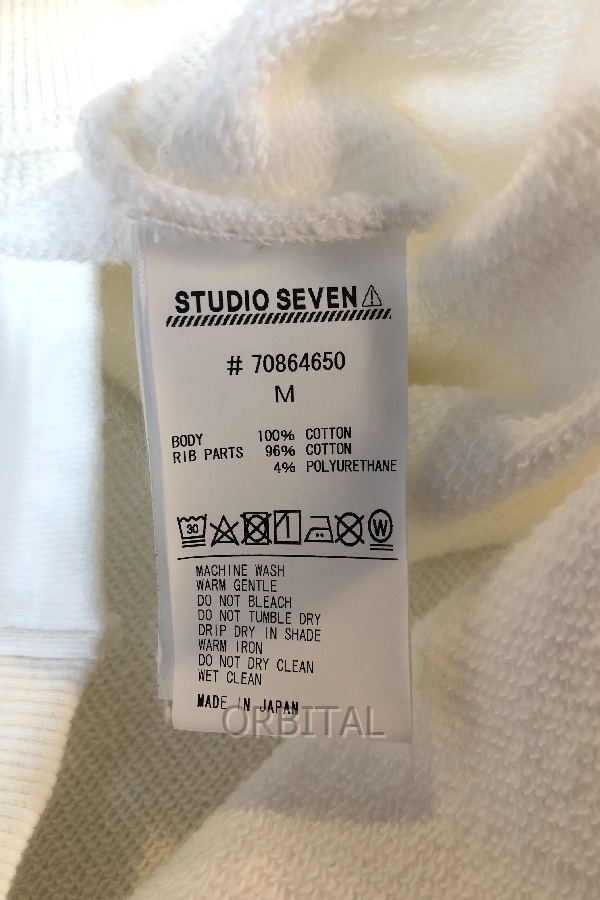 STUDIO SEVEN
# 70864650
M
BODY 100% COTTON
RIB PARTS 96% COTTON
4% POLYURETHANE
30 W
MACHINE WASH
WARM GENTLE
DO NOT BLEACH
DO NOT TUMBLE DRY
DRIP DRY IN SHADE
WARM IRON
DO NOT DRY CLEAN
WET CLEAN
MADE IN JAPAN
ORBITAL